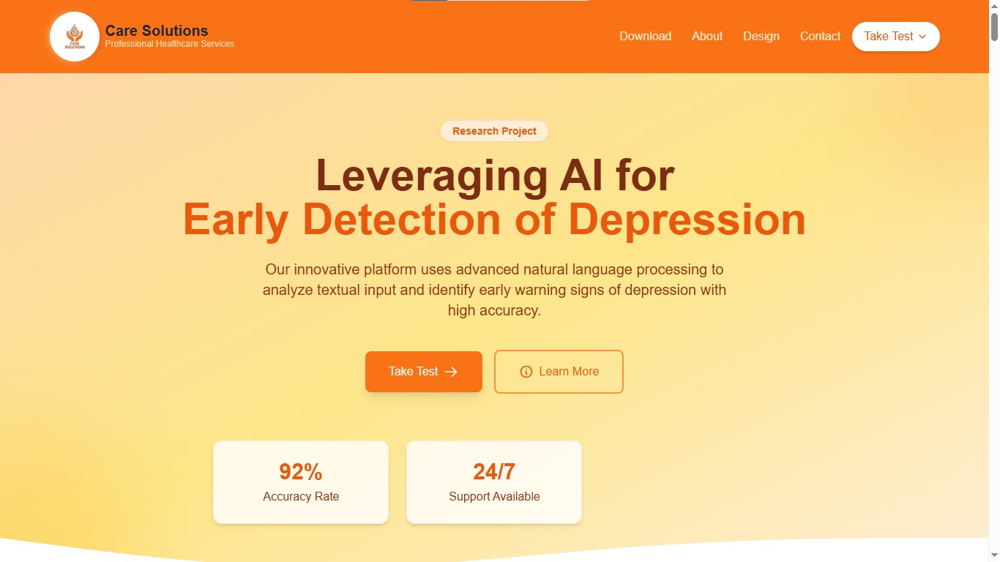 CARE
SOLUTIONS
Care Solutions
Professional Healthcare Services
Download
About
Design
Contact
Take Test
Research Project
Leveraging AI for
Early Detection of Depression
Our innovative platform uses advanced natural language processing to
analyze textual input and identify early warning signs of depression with
high accuracy.
Take Test
Learn More
92%
Accuracy Rate
24/7
Support Available